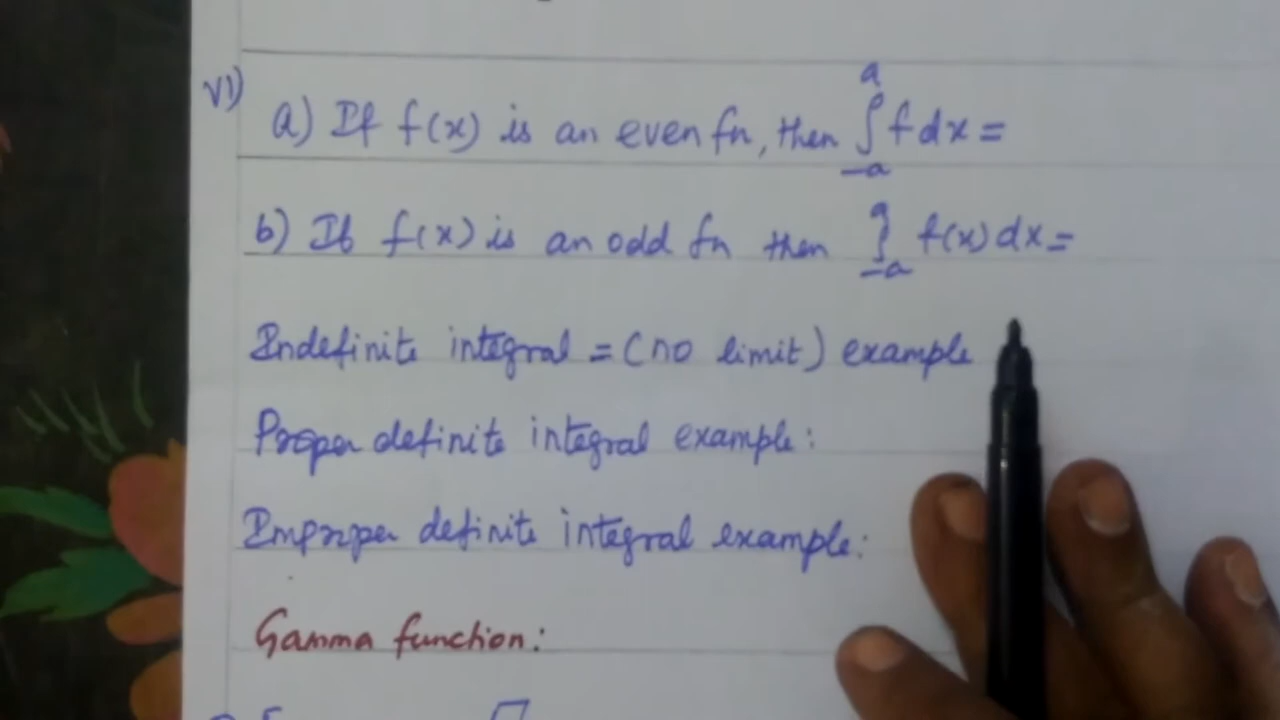 VI)
a) If f(x) is an even fn, then ∫_{-a}^{a} f dx =
b) If f(x) is an odd fn then ∫_{-a}^{a} f(x) dx =
Indefinite integral = (no limit) example
Proper definite integral example:
Improper definite integral example:
Gamma function: